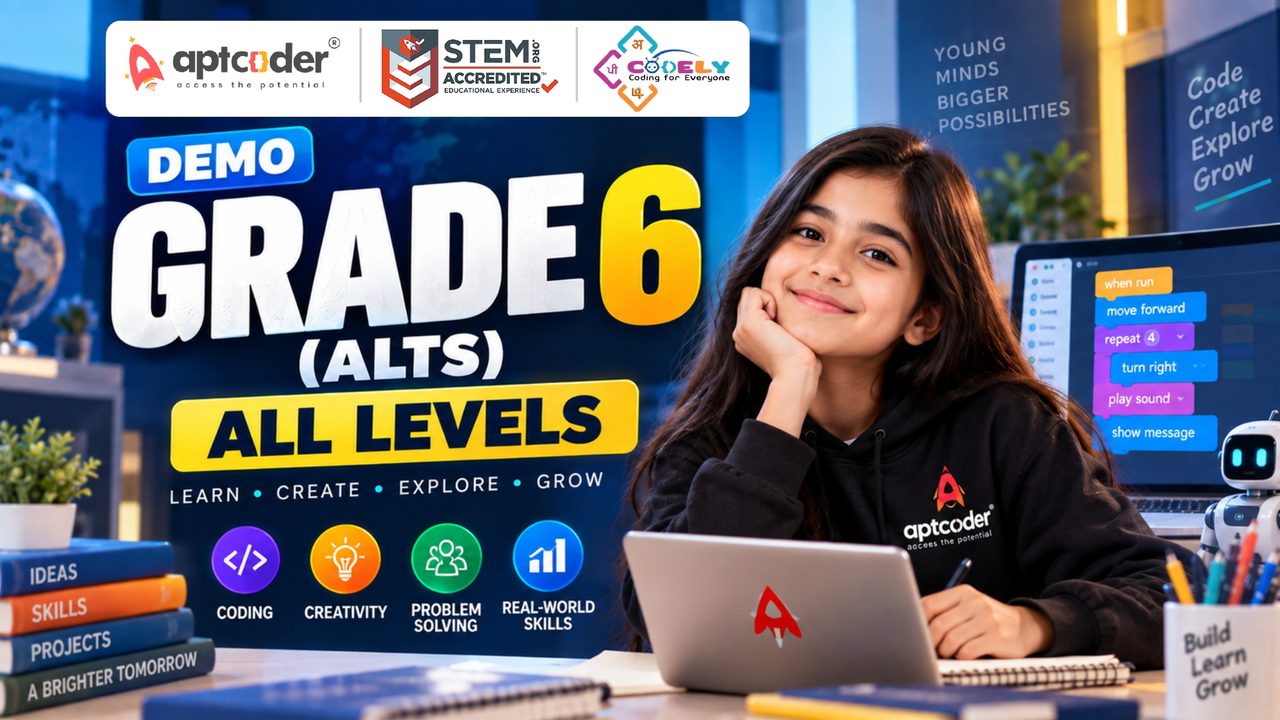 aptcoder®
access the potential
STEM.ORG
ACCREDITED™
EDUCATIONAL EXPERIENCE
अ
पी
CODELY
Coding for Everyone
DEMO
GRADE 6
(ALTS)
ALL LEVELS
LEARN • CREATE • EXPLORE • GROW
</>
CODING
CREATIVITY
PROBLEM
SOLVING
REAL-WORLD
SKILLS
YOUNG
MINDS
BIGGER
POSSIBILITIES
Code
Create
Explore
Grow
when run
move forward
repeat 4
turn right
play sound
show message
aptcoder®
accees the potential
IDEAS
SKILLS
PROJECTS
A BRIGHTER TOMORROW
Build
Learn
Grow